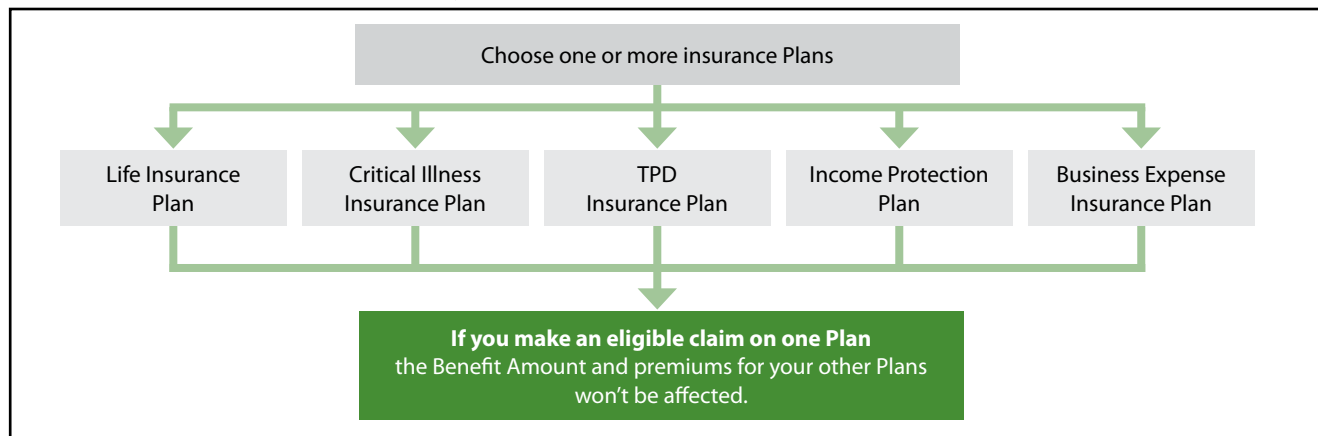 Choose one or more insurance Plans
Life Insurance
Plan
Critical Illness
Insurance Plan
TPD
Insurance Plan
Income Protection
Plan
Business Expense
Insurance Plan
If you make an eligible claim on one Plan
the Benefit Amount and premiums for your other Plans
won’t be affected.